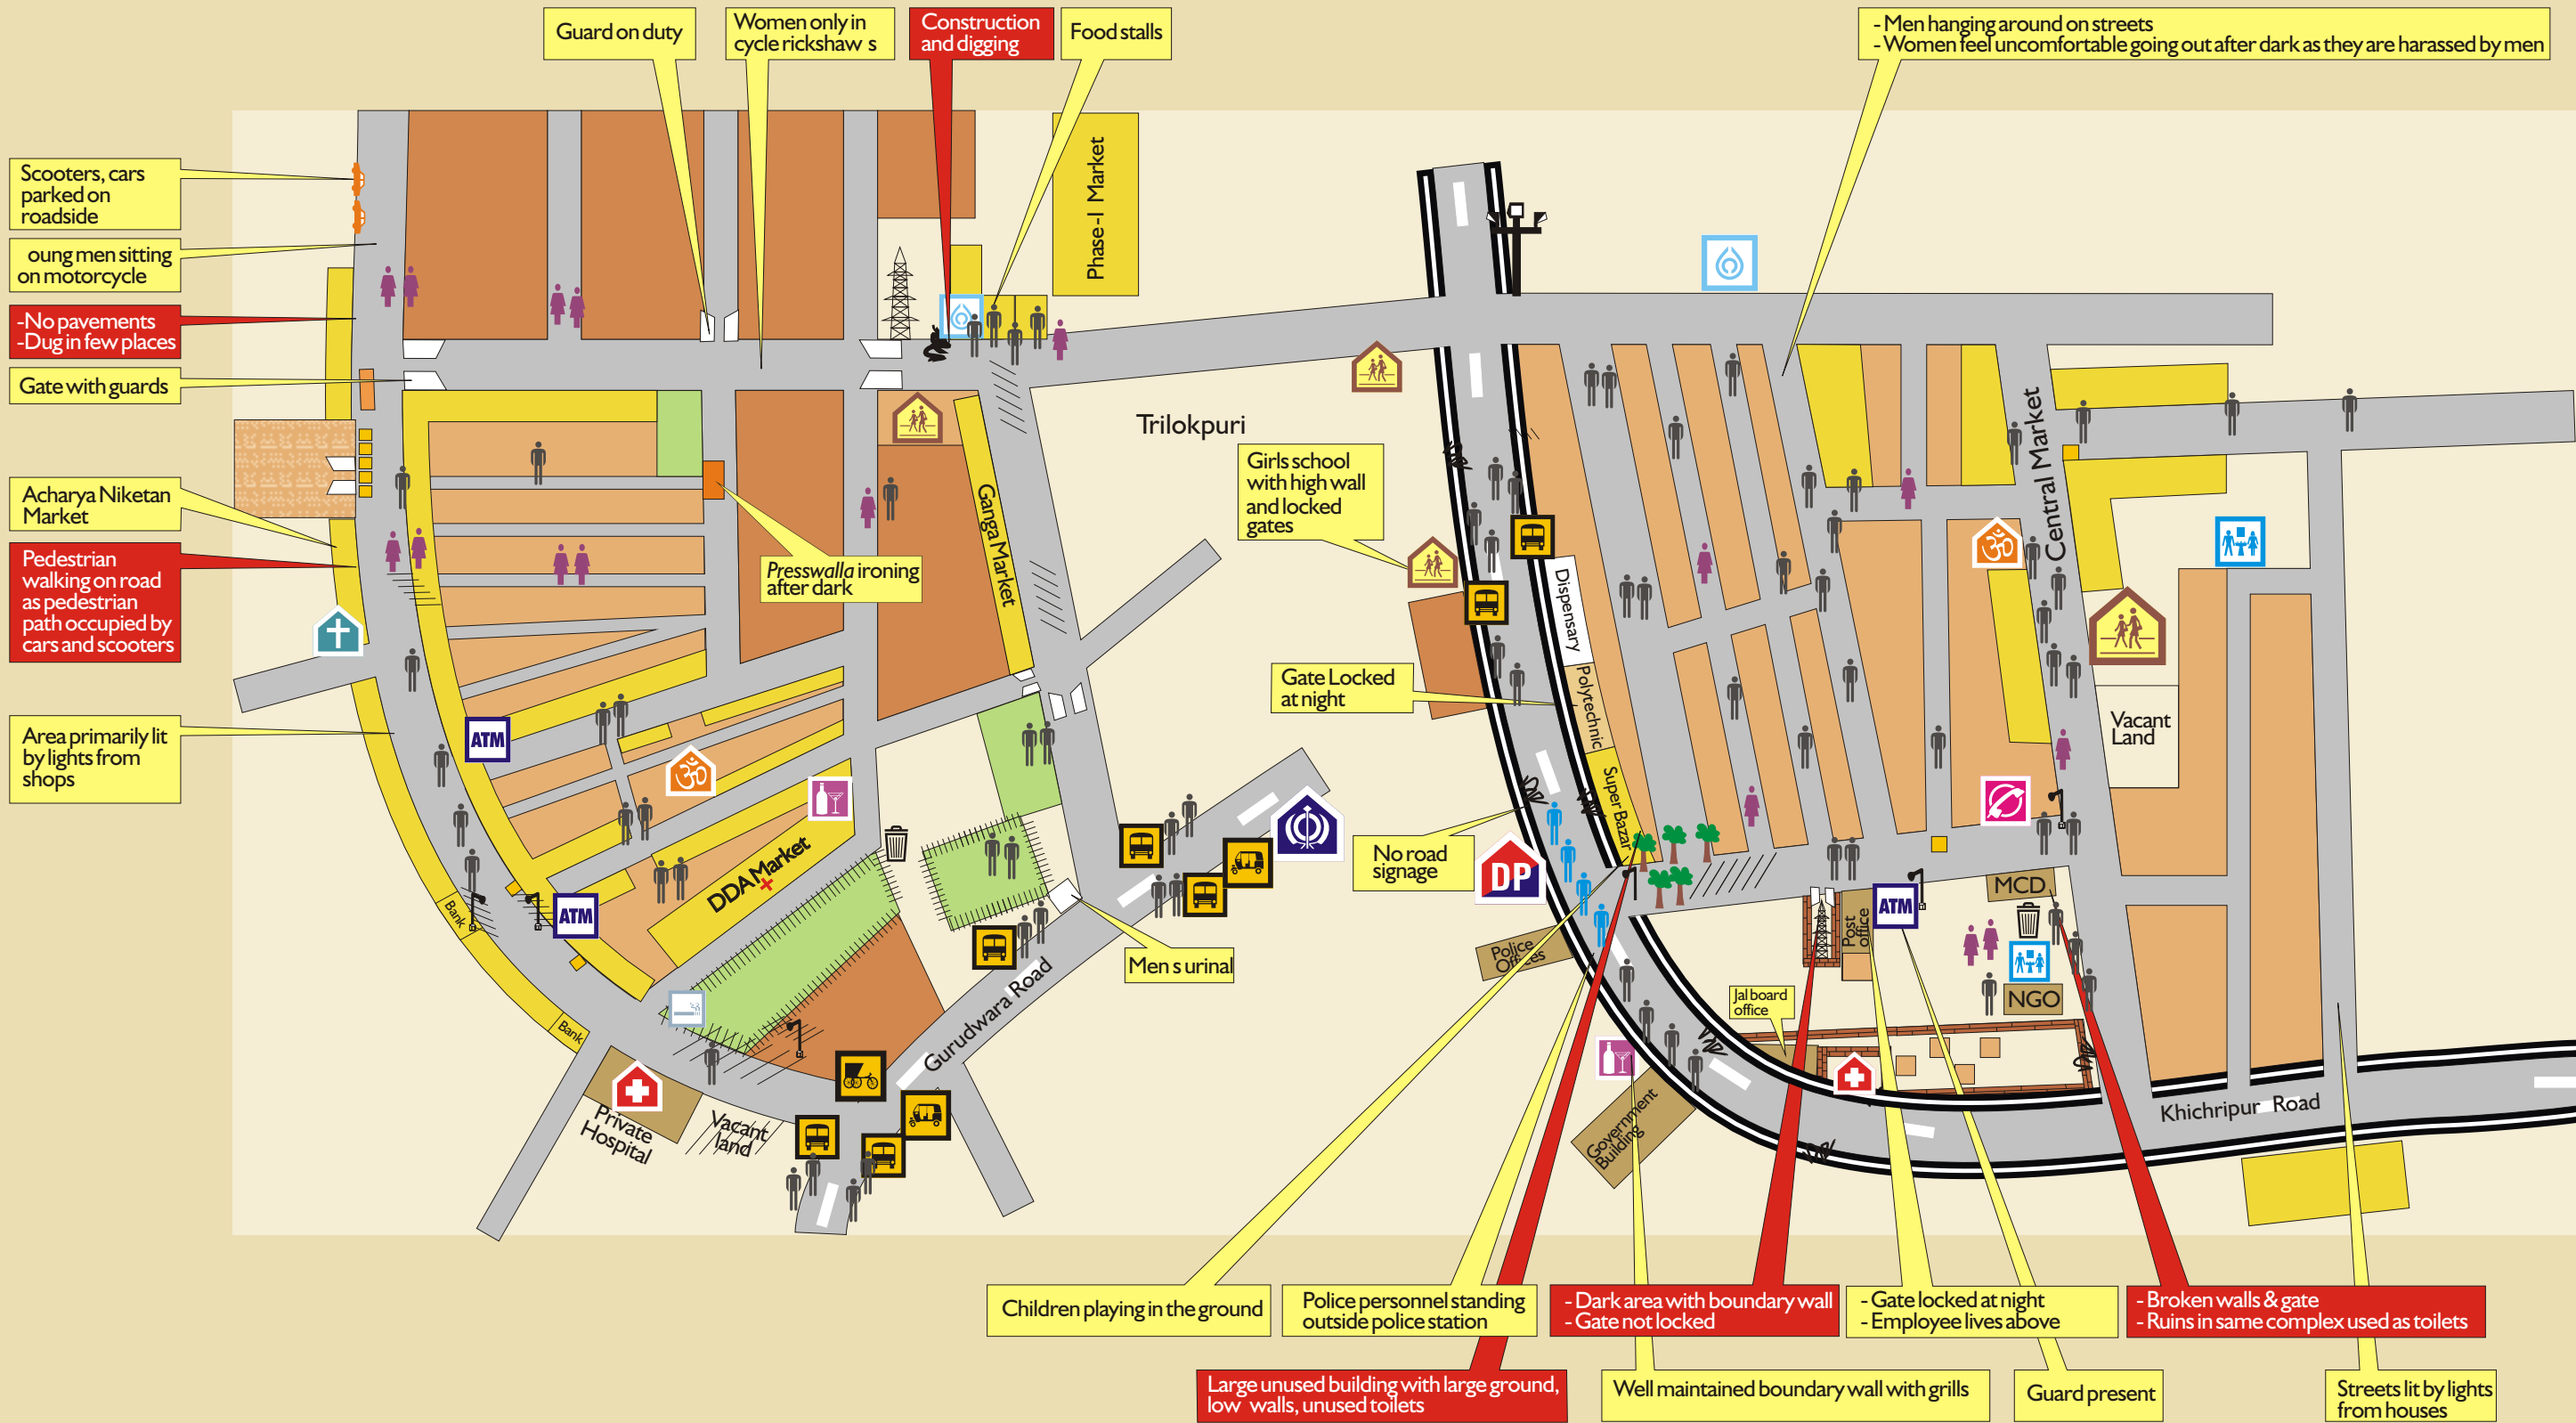 Guard on duty
Women only in
cycle rickshaw s
Construction
and digging
Food stalls
- Men hanging around on streets
- Women feel uncomfortable going out after dark as they are harassed by men
Scooters, cars
parked on
roadside
oung men sitting
on motorcycle
-No pavements
-Dug in few places
Gate with guards
Acharya Niketan
Market
Pedestrian
walking on road
as pedestrian
path occupied by
cars and scooters
Area primarily lit
by lights from
shops
Phase-I Market
Trilokpuri
Ganga Market
Presswalla ironing
after dark
Girls school
with high wall
and locked
gates
Gate Locked
at night
No road
signage
Dispensary
Polytechnic
Super Bazar
Central Market
Vacant
Land
ATM
DDA Market
ATM
Bank
Bank
Men s urinal
Gurudwara Road
Private
Hospital
Vacant
land
DP
Police
Offices
Post
office
ATM
MCD
NGO
Jal board
office
Government
Building
Khichripur Road
Children playing in the ground
Police personnel standing
outside police station
- Dark area with boundary wall
- Gate not locked
- Gate locked at night
- Employee lives above
- Broken walls & gate
- Ruins in same complex used as toilets
Large unused building with large ground,
low walls, unused toilets
Well maintained boundary wall with grills
Guard present
Streets lit by lights
from houses